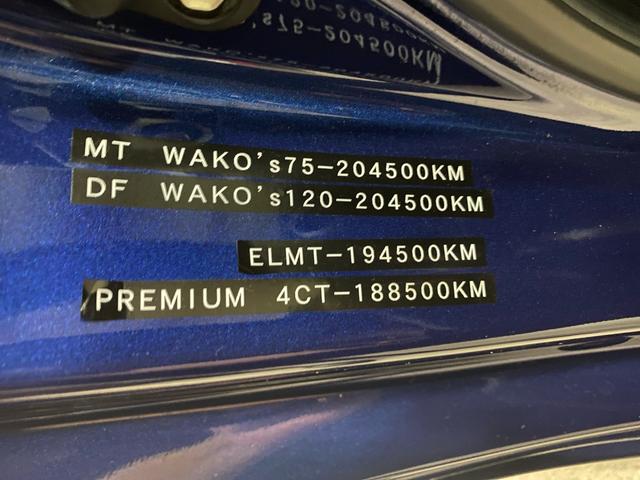 MT WAKO's75-204500KM
DF WAKO's120-204500KM
ELMT-194500KM
PREMIUM 4CT-188500KM